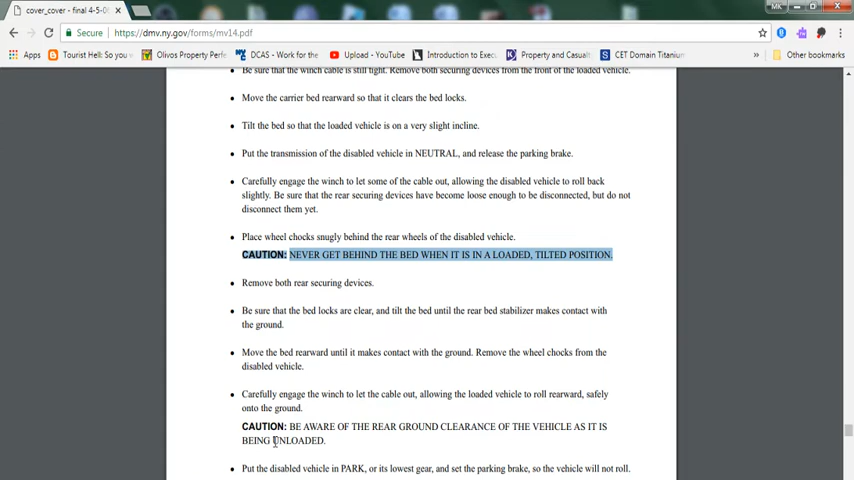 cover_cover - final 4-5-0
MK
Secure
https://dmv.ny.gov/forms/mv14.pdf
Apps
Tourist Hell: So you v
Olivos Property Perfe
DCAS - Work for the
Upload - YouTube
Introduction to Exec
Property and Casualt
CET Domain Titanium
»
Other bookmarks
• Be sure that the winch cable is still tight. Remove both securing devices from the front of the loaded vehicle.
• Move the carrier bed rearward so that it clears the bed locks.
• Tilt the bed so that the loaded vehicle is on a very slight incline.
• Put the transmission of the disabled vehicle in NEUTRAL, and release the parking brake.
• Carefully engage the winch to let some of the cable out, allowing the disabled vehicle to roll back
slightly. Be sure that the rear securing devices have become loose enough to be disconnected, but do not
disconnect them yet.
• Place wheel chocks snugly behind the rear wheels of the disabled vehicle.
CAUTION: NEVER GET BEHIND THE BED WHEN IT IS IN A LOADED, TILTED POSITION.
• Remove both rear securing devices.
• Be sure that the bed locks are clear, and tilt the bed until the rear bed stabilizer makes contact with
the ground.
• Move the bed rearward until it makes contact with the ground. Remove the wheel chocks from the
disabled vehicle.
• Carefully engage the winch to let the cable out, allowing the loaded vehicle to roll rearward, safely
onto the ground.
CAUTION: BE AWARE OF THE REAR GROUND CLEARANCE OF THE VEHICLE AS IT IS
BEING UNLOADED.
• Put the disabled vehicle in PARK, or its lowest gear, and set the parking brake, so the vehicle will not roll.